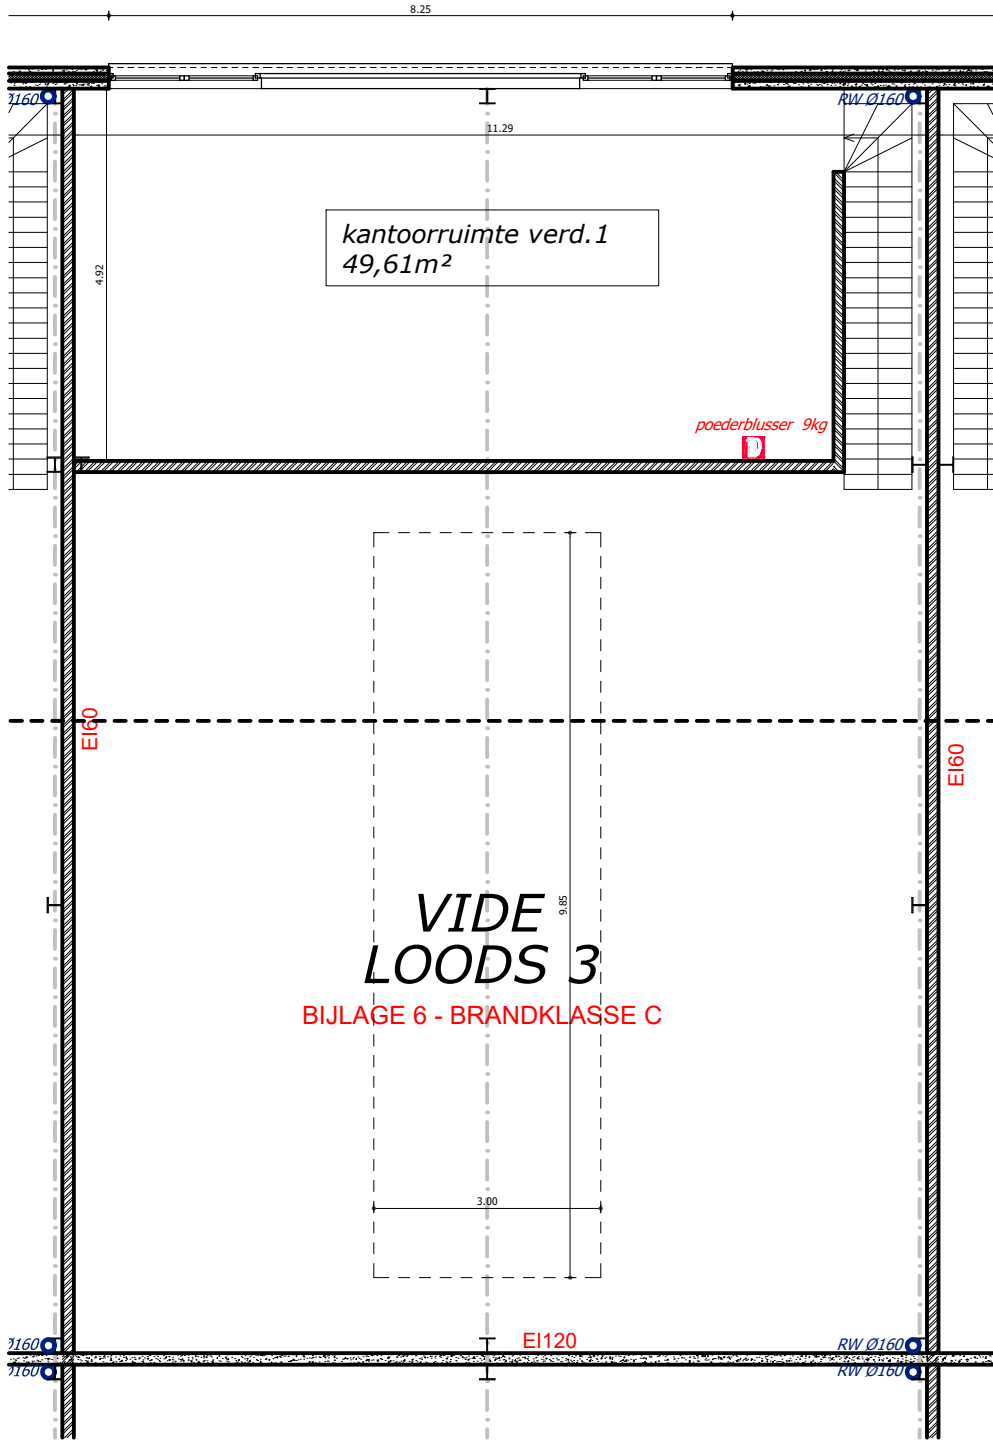 8.25
Ø160
RW Ø160
11.29
kantoorruimte verd.1
49,61m²
4.92
poederblusser 9kg
EI60
EI60
VIDE
LOODS 3
9.85
BIJLAGE 6 - BRANDKLASSE C
3.00
EI120
Ø160
RW Ø160
Ø160
RW Ø160